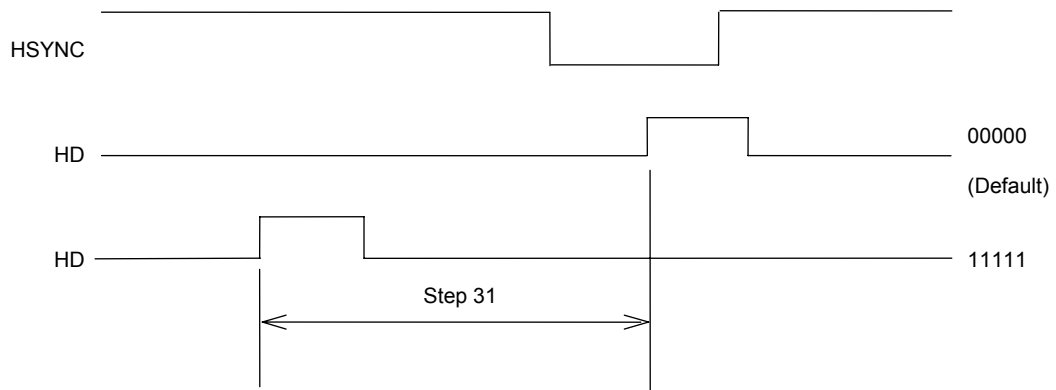 HSYNC
HD
00000
(Default)
HD
11111
Step 31